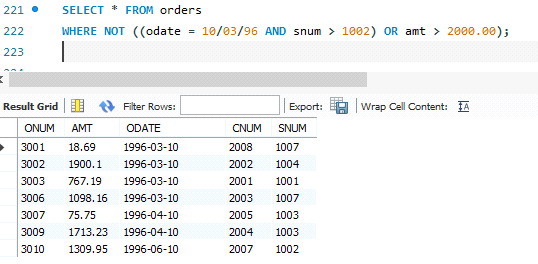 221 SELECT * FROM orders
222 WHERE NOT ((odate = 10/03/96 AND snum > 1002) OR amt > 2000.00);
223
Result Grid Filter Rows: Export: Wrap Cell Content:
ONUM AMT ODATE CNUM SNUM
3001 18.69 1996-03-10 2008 1007
3002 1900.1 1996-03-10 2002 1004
3003 767.19 1996-03-10 2001 1001
3006 1098.16 1996-03-10 2003 1007
3007 75.75 1996-04-10 2005 1003
3009 1713.23 1996-04-10 2004 1003
3010 1309.95 1996-06-10 2007 1002